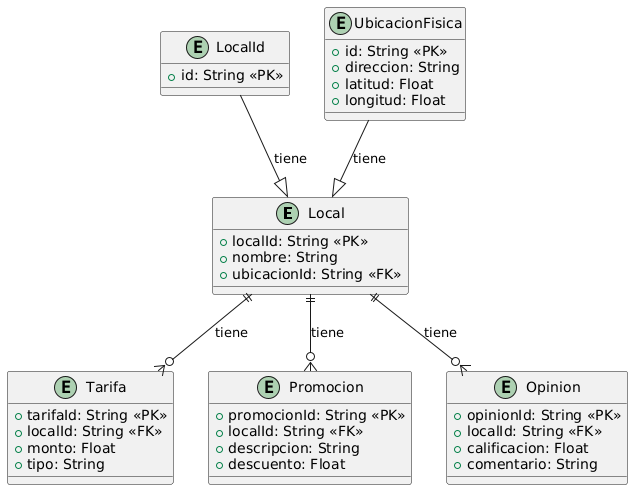 E LocalId
id: String «PK»
E UbicacionFisica
id: String «PK»
direccion: String
latitud: Float
longitud: Float
tiene
tiene
E Local
localId: String «PK»
nombre: String
ubicacionId: String «FK»
tiene
tiene
tiene
E Tarifa
tarifaId: String «PK»
localId: String «FK»
monto: Float
tipo: String
E Promocion
promocionId: String «PK»
localId: String «FK»
descripcion: String
descuento: Float
E Opinion
opinionId: String «PK»
localId: String «FK»
calificacion: Float
comentario: String